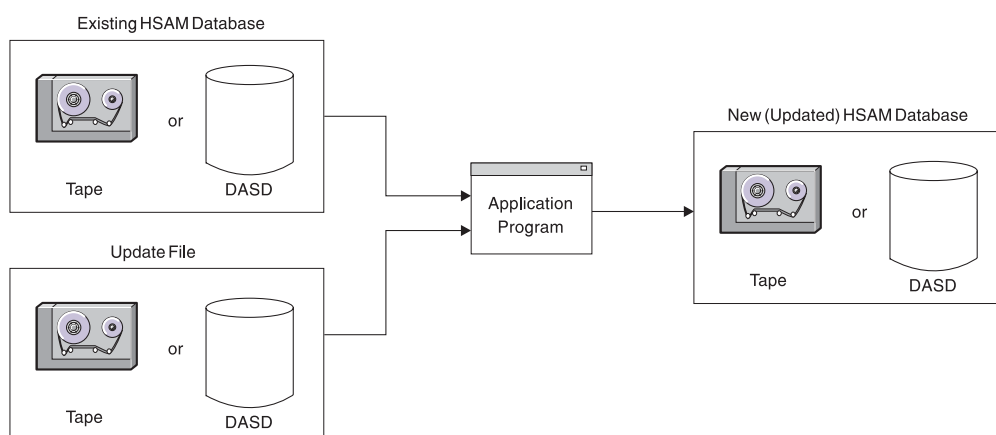 Existing HSAM Database
or
Tape
DASD
Update File
or
Tape
DASD
Application
Program
New (Updated) HSAM Database
or
Tape
DASD